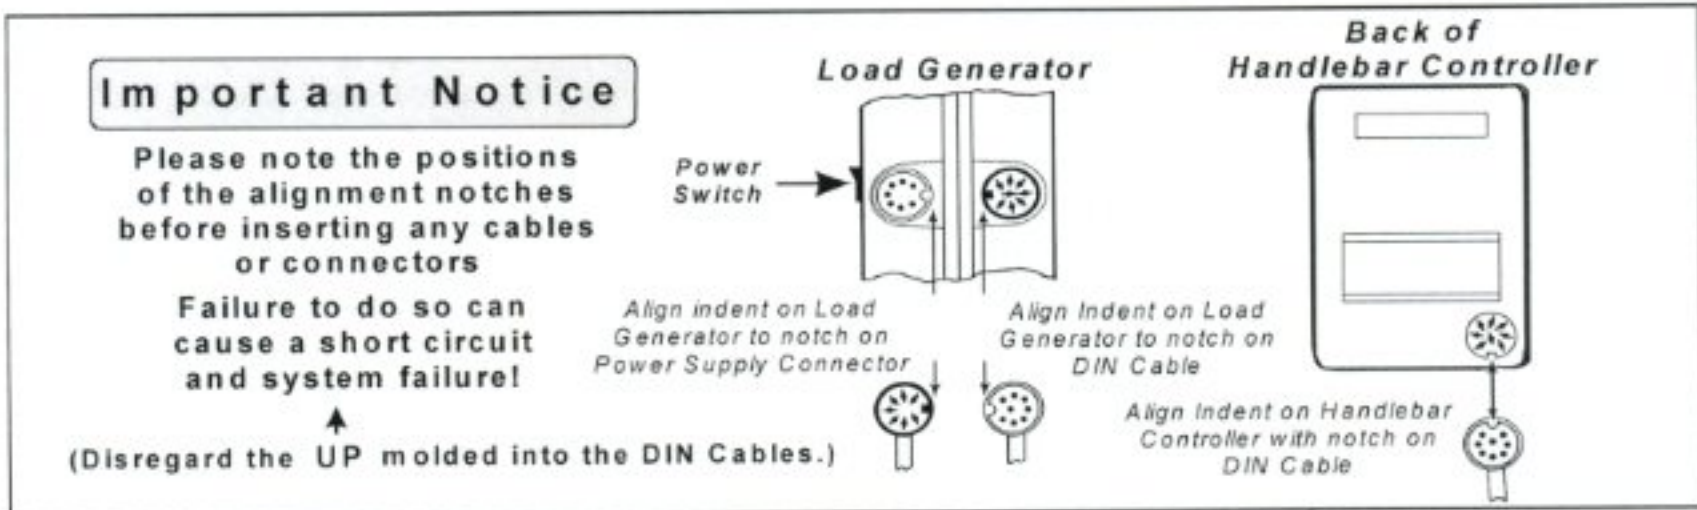 Important Notice
Please note the positions
of the alignment notches
before inserting any cables
or connectors
Failure to do so can
cause a short circuit
and system failure!
(Disregard the UP molded into the DIN Cables.)
Load Generator
Power
Switch
Align indent on Load
Generator to notch on
Power Supply Connector
Align Indent on Load
Generator to notch on
DIN Cable
Back of
Handlebar Controller
Align Indent on Handlebar
Controller with notch on
DIN Cable